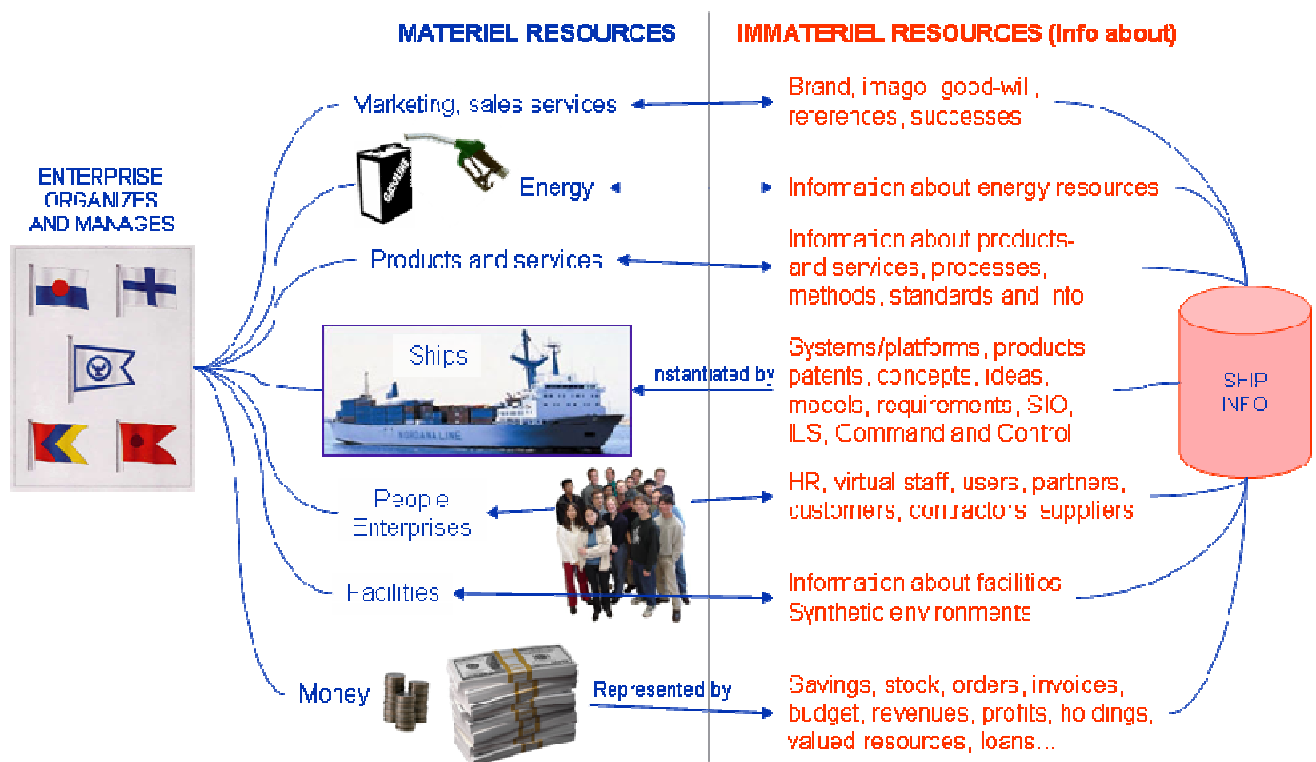 MATERIEL RESOURCES
IMMATERIEL RESOURCES (Info about)
Marketing, sales services
Brand, imago, good-will,
references, successes
ENTERPRISE
ORGANIZES
AND MANAGES
GASOLINE
Energy
Information about energy resources
Products and services
Information about products-
and services, processes,
methods, standards and Info
Ships
NORDANA LINE
nstantiated by
Systems/platforms, products
patents, concepts, ideas,
models, requirements,
ILS, Command and Control
SHIP
INFO
People
Enterprises
HR, virtual staff, users, partners,
customers, contractors, suppliers
Facilities
Information about facilities
Synthetic environments
Money
Represented by
Savings, stock, orders, invoices,
budget, revenues, profits, holdings,
valued resources, loans...